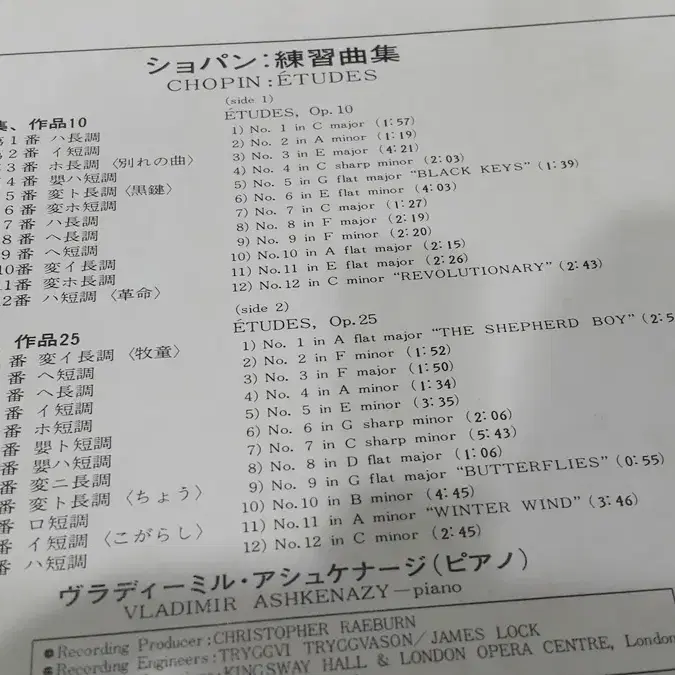 ショパン:練習曲集
CHOPIN:ÉTUDES
集、作品10
第1番 ハ長調
第2番 イ短調
3番 ホ長調〈別れの曲〉
4番 嬰ハ短調
5番 変ト長調〈黒鍵〉
6番 変ホ短調
7番 ハ長調
8番 ヘ長調
9番 ヘ短調
10番 変イ長調
11番 変ホ長調
12番 ハ短調〈革命〉
作品25
番 変イ長調〈牧童〉
番 ヘ短調
番 ヘ長調
番 イ短調
番 ホ短調
番 嬰ト短調
番 嬰ハ短調
番 変ニ長調
番 変ト長調〈ちょう〉
番 ロ短調
番 イ短調〈こがらし〉
番 ハ短調
(side 1)
ÉTUDES, Op.10
1) No. 1 in C major (1:57)
2) No. 2 in A minor (1:19)
3) No. 3 in E major (4:21)
4) No. 4 in C sharp minor (2:03)
5) No. 5 in G flat major “BLACK KEYS” (1:39)
6) No. 6 in E flat minor (4:03)
7) No. 7 in C major (1:27)
8) No. 8 in F major (2:19)
9) No. 9 in F minor (2:20)
10) No.10 in A flat major (2:15)
11) No.11 in E flat major (2:26)
12) No.12 in C minor “REVOLUTIONARY” (2:43)
(side 2)
ÉTUDES, Op.25
1) No. 1 in A flat major “THE SHEPHERD BOY” (2:5
2) No. 2 in F minor (1:52)
3) No. 3 in F major (1:50)
4) No. 4 in A minor (1:34)
5) No. 5 in E minor (3:35)
6) No. 6 in G sharp minor (2:06)
7) No. 7 in C sharp minor (5:43)
8) No. 8 in D flat major (1:06)
9) No. 9 in G flat major “BUTTERFLIES” (0:55)
10) No.10 in B minor (4:45)
11) No.11 in A minor “WINTER WIND” (3:46)
12) No.12 in C minor (2:45)
ヴラディーミル・アシュケナージ(ピアノ)
VLADIMIR ASHKENAZY—piano
●Recording Producer:CHRISTOPHER RAEBURN
●Recording Engineers:TRYGGVI TRYGGVASON/JAMES LOCK
KINGSWAY HALL & LONDON OPERA CENTRE, London